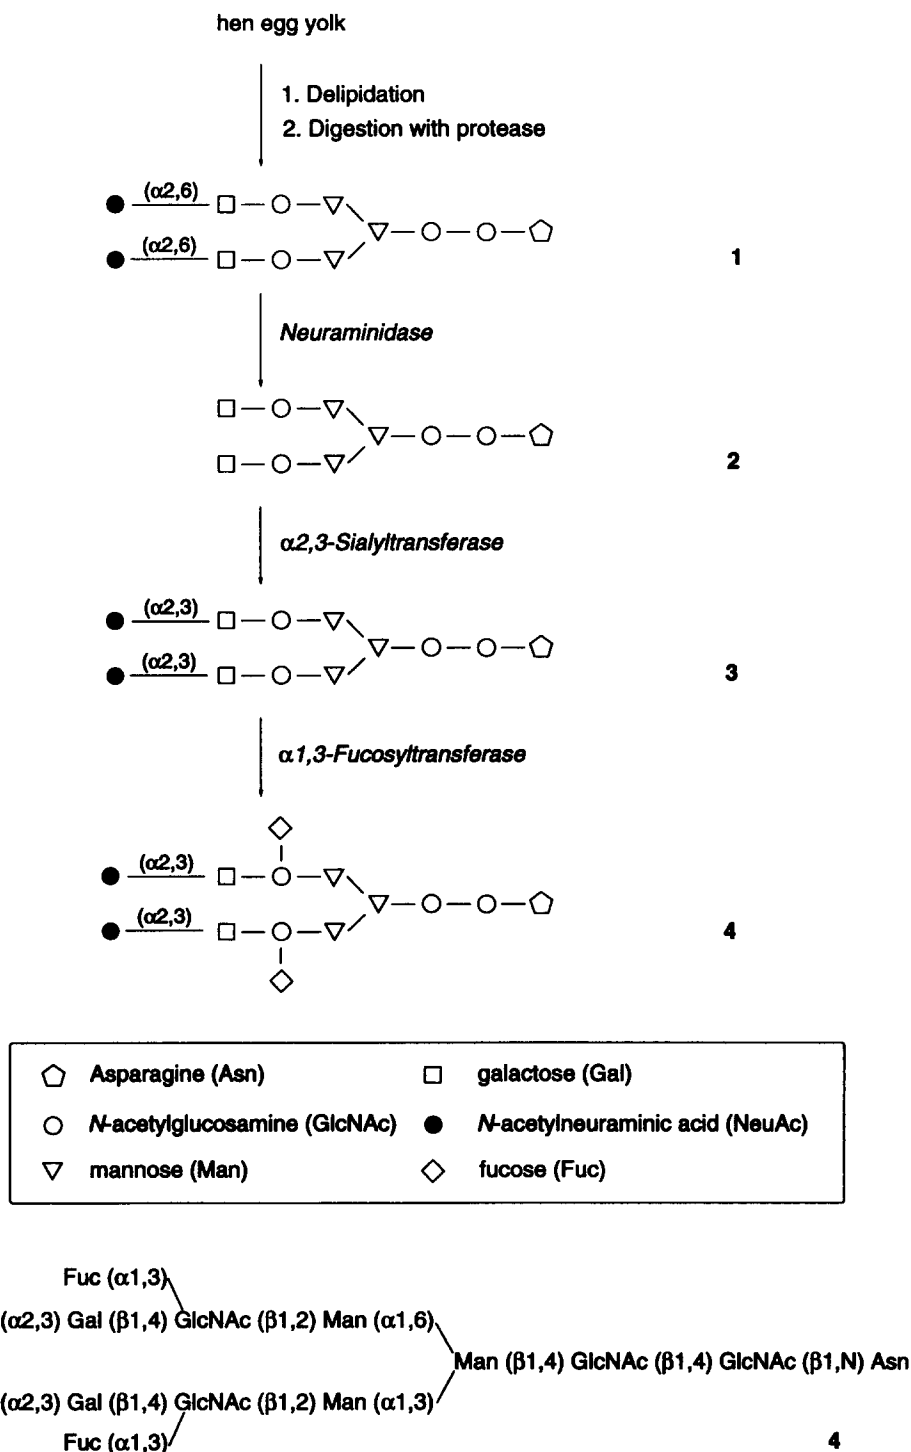 hen egg yolk
1. Delipidation
2. Digestion with protease
(α2,6)
(α2,6)
1
Neuraminidase
2
α2,3-Sialyltransferase
(α2,3)
(α2,3)
3
α1,3-Fucosyltransferase
(α2,3)
(α2,3)
4
Asparagine (Asn) galactose (Gal)
N-acetylglucosamine (GlcNAc) N-acetylneuraminic acid (NeuAc)
mannose (Man) fucose (Fuc)
Fuc (α1,3)
(α2,3) Gal (β1,4) GlcNAc (β1,2) Man (α1,6)
Man (β1,4) GlcNAc (β1,4) GlcNAc (β1,N) Asn
(α2,3) Gal (β1,4) GlcNAc (β1,2) Man (α1,3)
Fuc (α1,3)
4